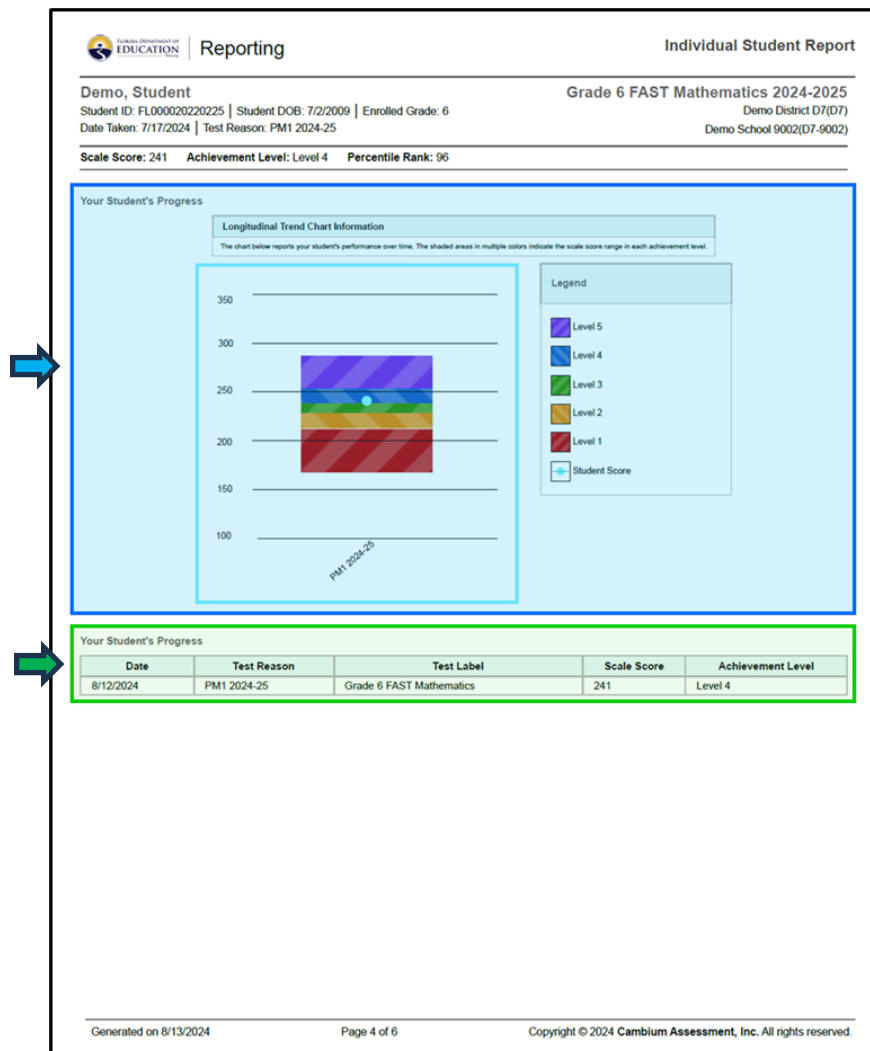 FLORIDA DEPARTMENT OF
EDUCATION
Reporting
Individual Student Report
Demo, Student
Grade 6 FAST Mathematics 2024-2025
Student ID: FL000020220225 | Student DOB: 7/2/2009 | Enrolled Grade: 6
Demo District D7(D7)
Date Taken: 7/17/2024 | Test Reason: PM1 2024-25
Demo School 9002(D7-9002)
Scale Score: 241 Achievement Level: Level 4 Percentile Rank: 96
Your Student's Progress
Longitudinal Trend Chart Information
The chart below reports your student's performance over time. The shaded areas in multiple colors indicate the scale score range in each achievement level.
350
300
250
200
150
100
PM1 2024-25
Legend
Level 5
Level 4
Level 3
Level 2
Level 1
Student Score
Your Student's Progress
Date Test Reason Test Label Scale Score Achievement Level
8/12/2024 PM1 2024-25 Grade 6 FAST Mathematics 241 Level 4
Generated on 8/13/2024 Page 4 of 6 Copyright © 2024 Cambium Assessment, Inc. All rights reserved.